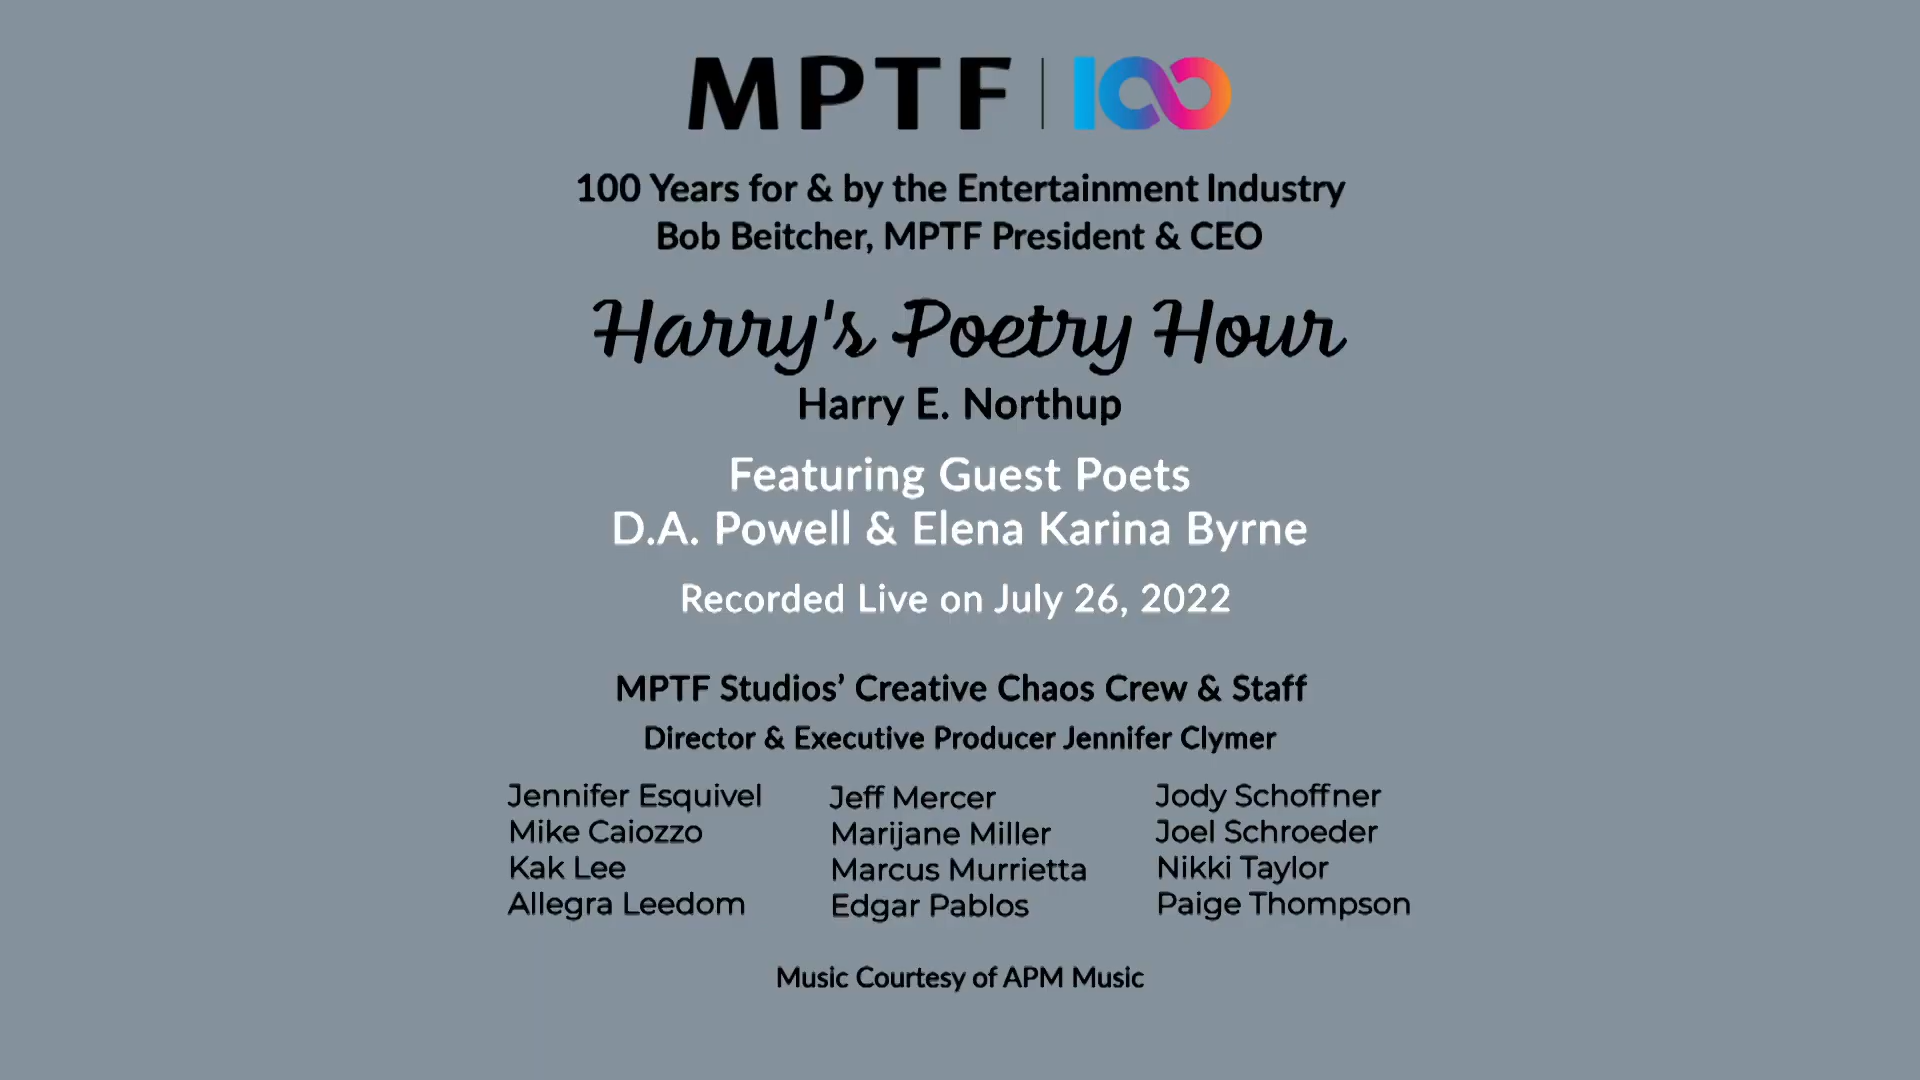 MPTF | 100
100 Years for & by the Entertainment Industry
Bob Beitcher, MPTF President & CEO
Harry's Poetry Hour
Harry E. Northup
Featuring Guest Poets
D.A. Powell & Elena Karina Byrne
Recorded Live on July 26, 2022
MPTF Studios’ Creative Chaos Crew & Staff
Director & Executive Producer Jennifer Clymer
Jennifer Esquivel
Mike Caiozzo
Kak Lee
Allegra Leedom
Jeff Mercer
Marijane Miller
Marcus Murrietta
Edgar Pablos
Jody Schoffner
Joel Schroeder
Nikki Taylor
Paige Thompson
Music Courtesy of APM Music